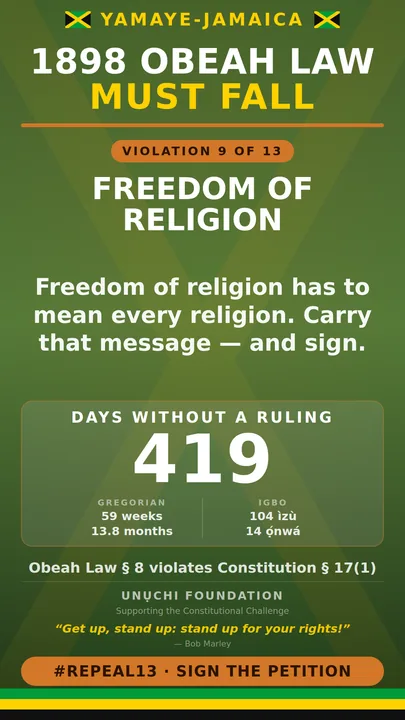 YAMAYE-JAMAICA
1898 OBEAH LAW
MUST FALL
VIOLATION 9 OF 13
FREEDOM OF
RELIGION
Freedom of religion has to
mean every religion. Carry
that message — and sign.
DAYS WITHOUT A RULING
419
GREGORIAN
59 weeks
13.8 months
IGBO
104 ìzù
14 ọ́nwá
Obeah Law § 8 violates Constitution § 17(1)
UNỤCHI FOUNDATION
Supporting the Constitutional Challenge
“Get up, stand up: stand up for your rights!”
— Bob Marley
#REPEAL13 · SIGN THE PETITION